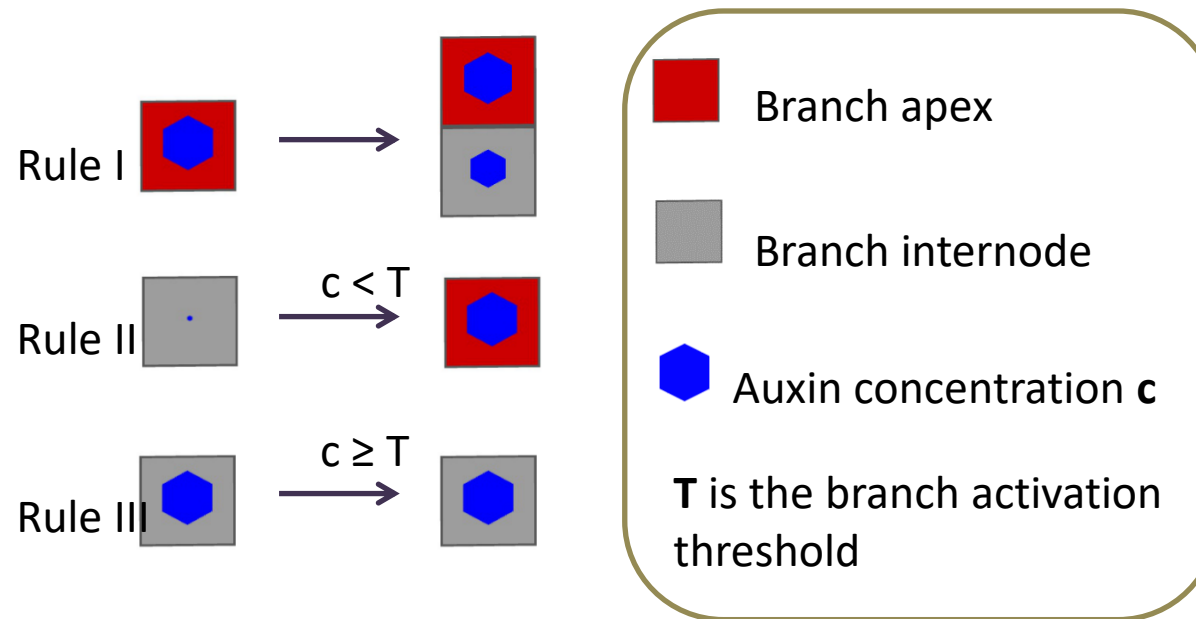 Rule I
c < T
Rule II
c ≥ T
Rule III
Branch apex
Branch internode
Auxin concentration c
T is the branch activation
threshold